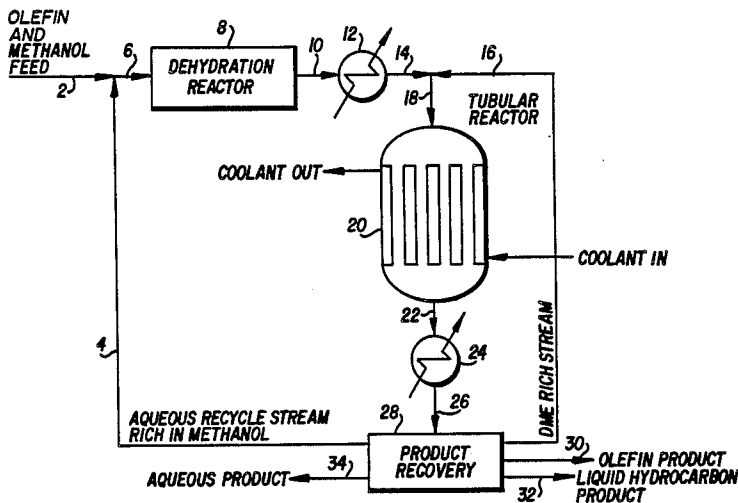 OLEFIN
AND
METHANOL
FEED
2
6
8
DEHYDRATION
REACTOR
10
12
14
16
18
TUBULAR
REACTOR
COOLANT OUT
20
COOLANT IN
22
24
4
26
DME RICH STREAM
AQUEOUS RECYCLE STREAM
RICH IN METHANOL
28
PRODUCT
RECOVERY
30
OLEFIN PRODUCT
34
AQUEOUS PRODUCT
32
LIQUID HYDROCARBON
PRODUCT